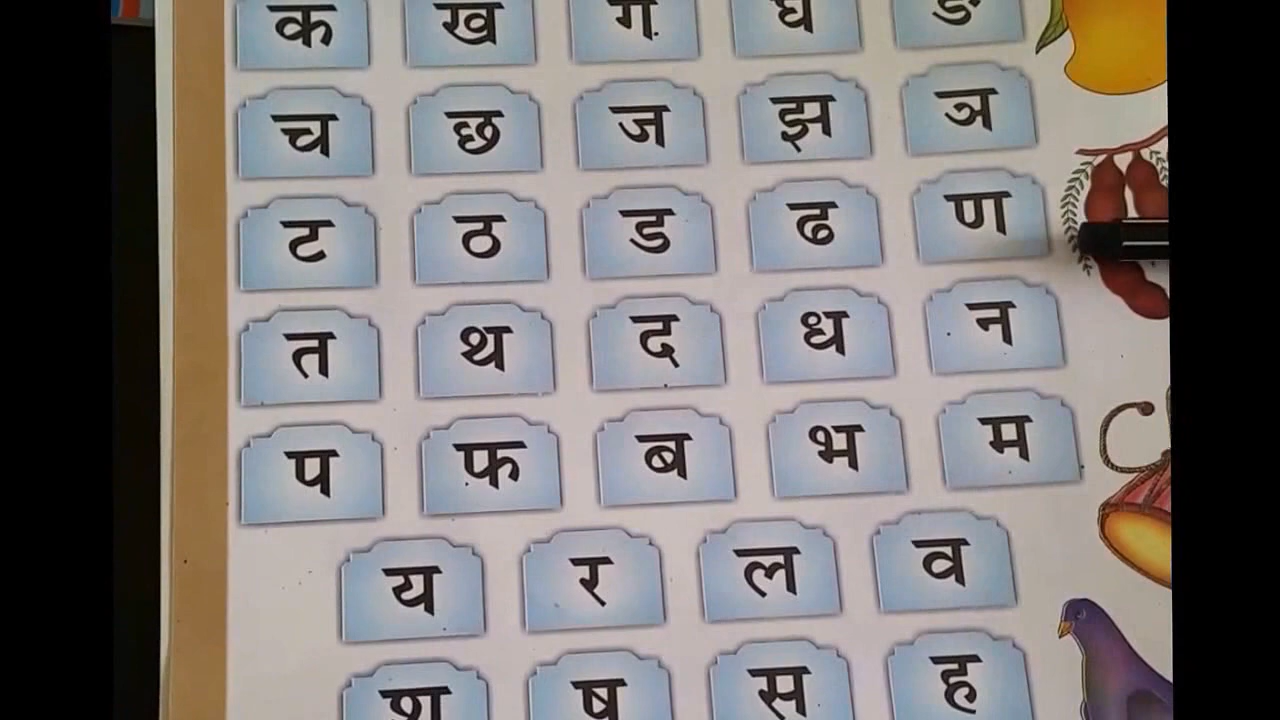 क ख ग घ ङ
च छ ज झ ञ
ट ठ ड ढ ण
त थ द ध न
प फ ब भ म
य र ल व
श ष स ह